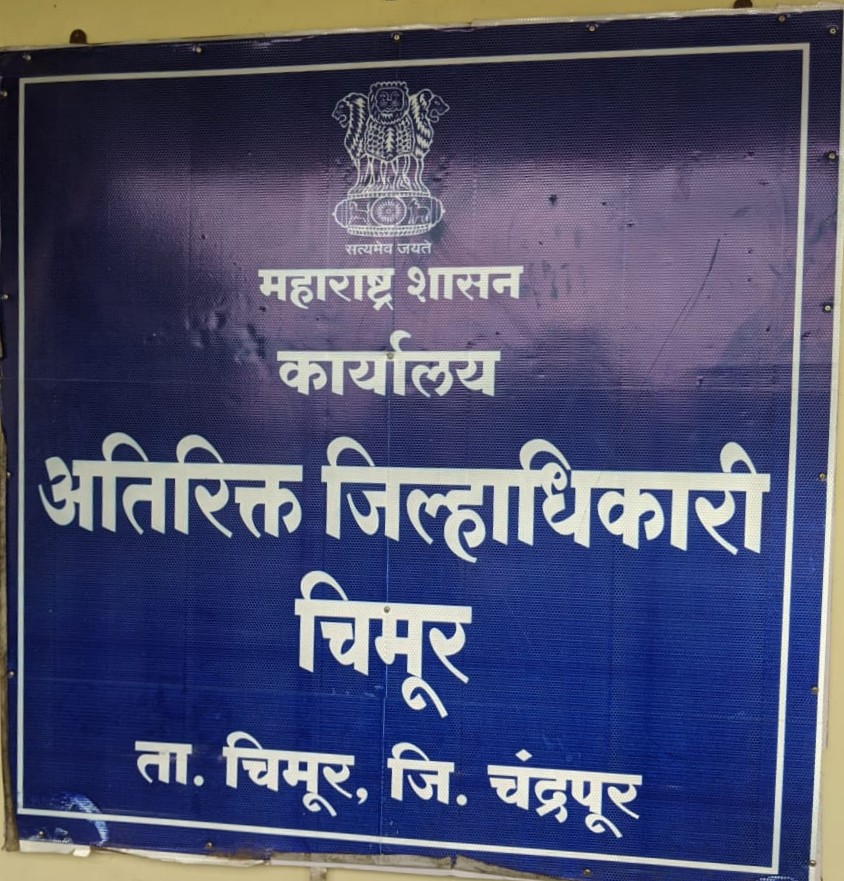 सत्यमेव जयते
महाराष्ट्र शासन
कार्यालय
अतिरिक्त जिल्हाधिकारी
चिमूर
ता. चिमूर, जि. चंद्रपूर